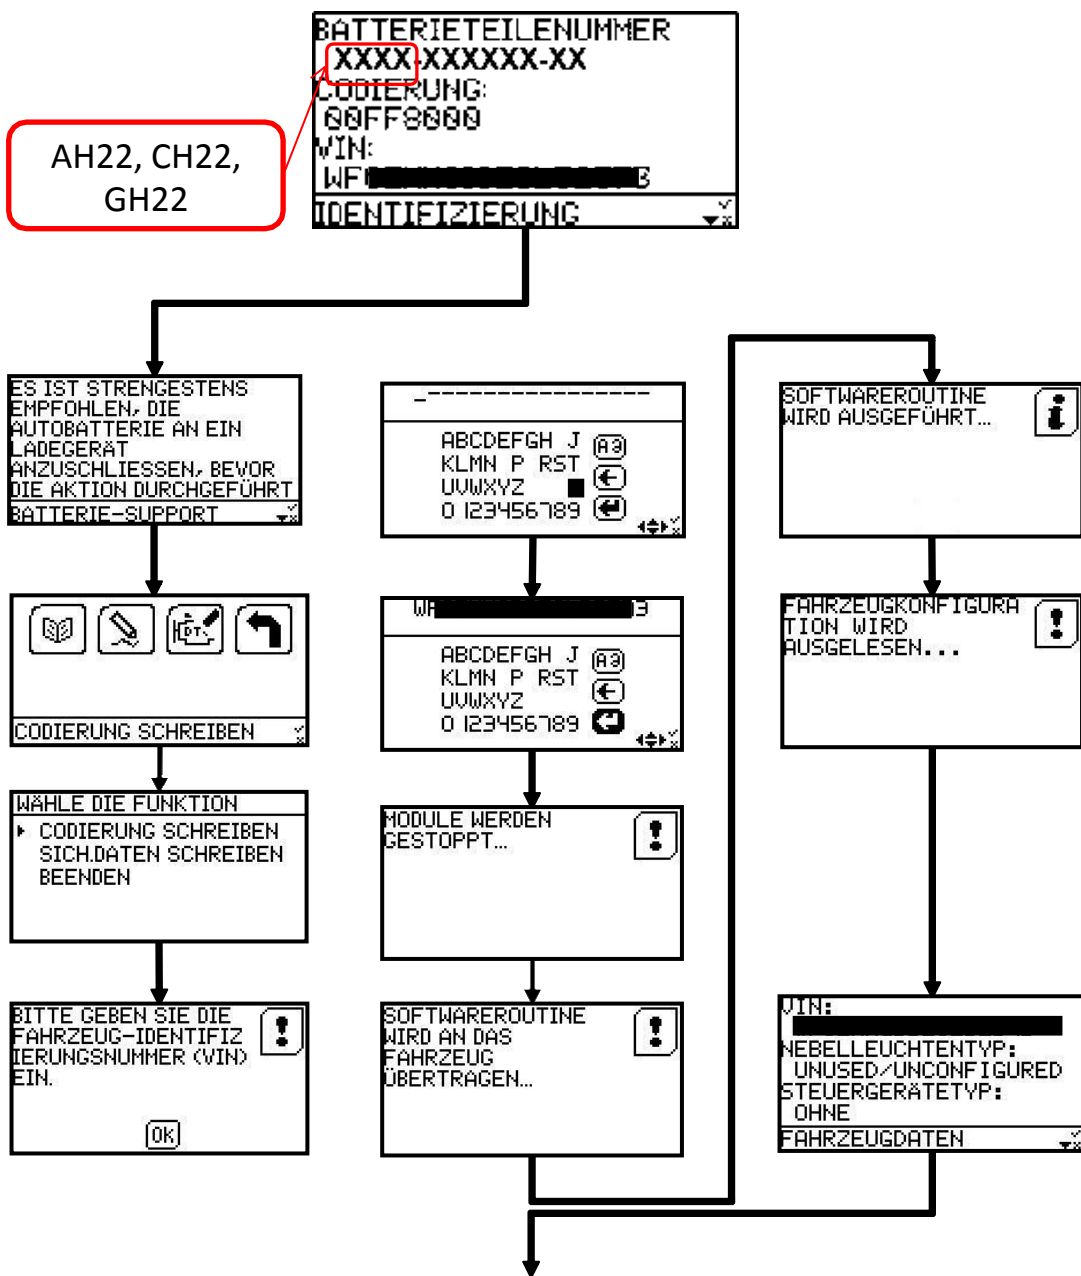 BATTERIETEILENUMMER
XXXX-XXXXXX-XX
CODIERUNG:
00FF8000
VIN:
IDENTIFIZIERUNG
AH22, CH22,
GH22
ES IST STRENGESTENS
EMPFOHLEN, DIE
AUTOBATTERIE AN EIN
LADEGERÄT
ANZUSCHLIESSEN, BEVOR
DIE AKTION DURCHGEFÜHRT
BATTERIE-SUPPORT
CODIERUNG SCHREIBEN
WÄHLE DIE FUNKTION
CODIERUNG SCHREIBEN
SICH.DATEN SCHREIBEN
BEENDEN
BITTE GEBEN SIE DIE
FAHRZEUG-IDENTIFIZ
IERUNGSNUMMER (VIN)
EIN.
OK
ABCDEFGH J
KLMN P RST
UVWXYZ
0 123456789
ABCDEFGH J
KLMN P RST
UVWXYZ
0 123456789
MODULE WERDEN
GESTOPPT...
SOFTWAREROUTINE
WIRD AN DAS
FAHRZEUG
ÜBERTRAGEN...
SOFTWAREROUTINE
WIRD AUSGEFÜHRT...
FAHRZEUGKONFIGURA
TION WIRD
AUSGELESEN...
VIN:
NEBELLEUCHTENTYP:
UNUSED/UNCONFIGURED
STEUERGERÄTETYP:
OHNE
FAHRZEUGDATEN